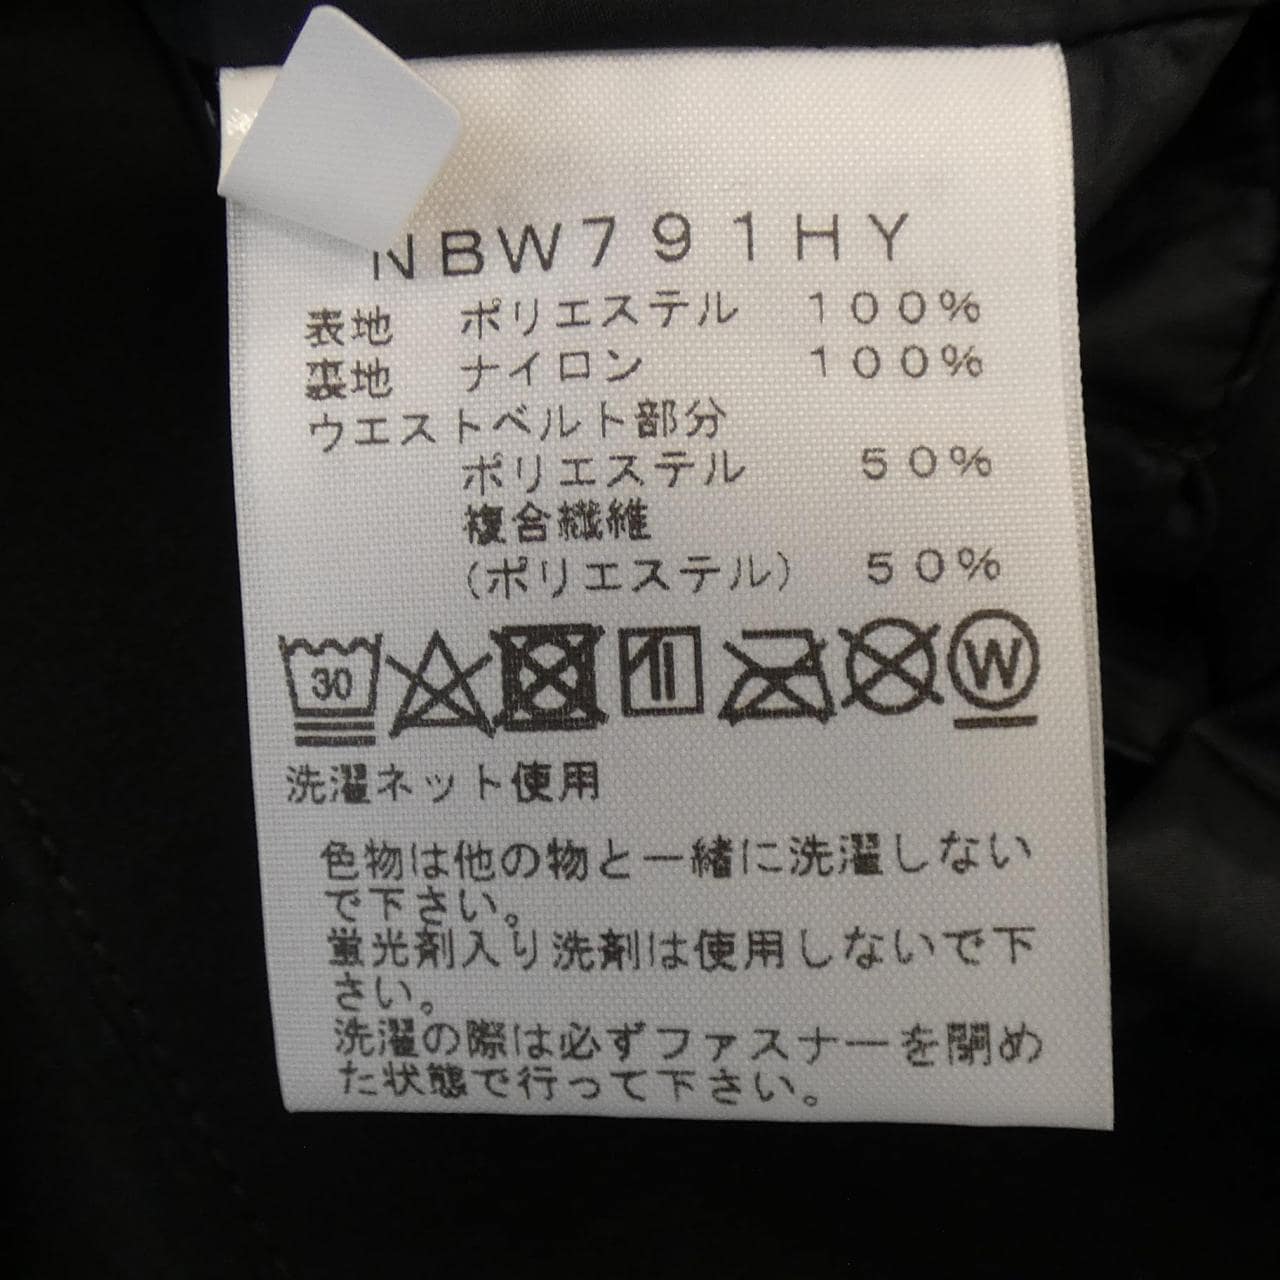 NBW791HY
表地 ポリエステル 100%
裏地 ナイロン 100%
ウエストベルト部分
ポリエステル 50%
複合繊維
(ポリエステル) 50%
30 W
洗濯ネット使用
色物は他の物と一緒に洗濯しない
で下さい。
蛍光剤入り洗剤は使用しないで下
さい。
洗濯の際は必ずファスナーを閉め
た状態で行って下さい。